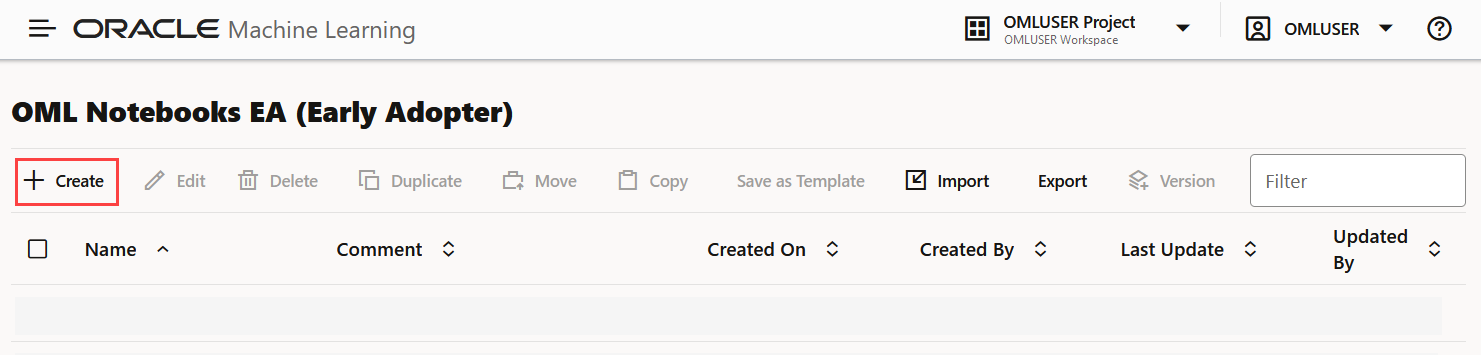 ORACLE Machine Learning
OMLUSER Project
OMLUSER Workspace
OMLUSER
OML Notebooks EA (Early Adopter)
Create Edit Delete Duplicate Move Copy Save as Template Import Export Version Filter
Name Comment Created On Created By Last Update Updated
By